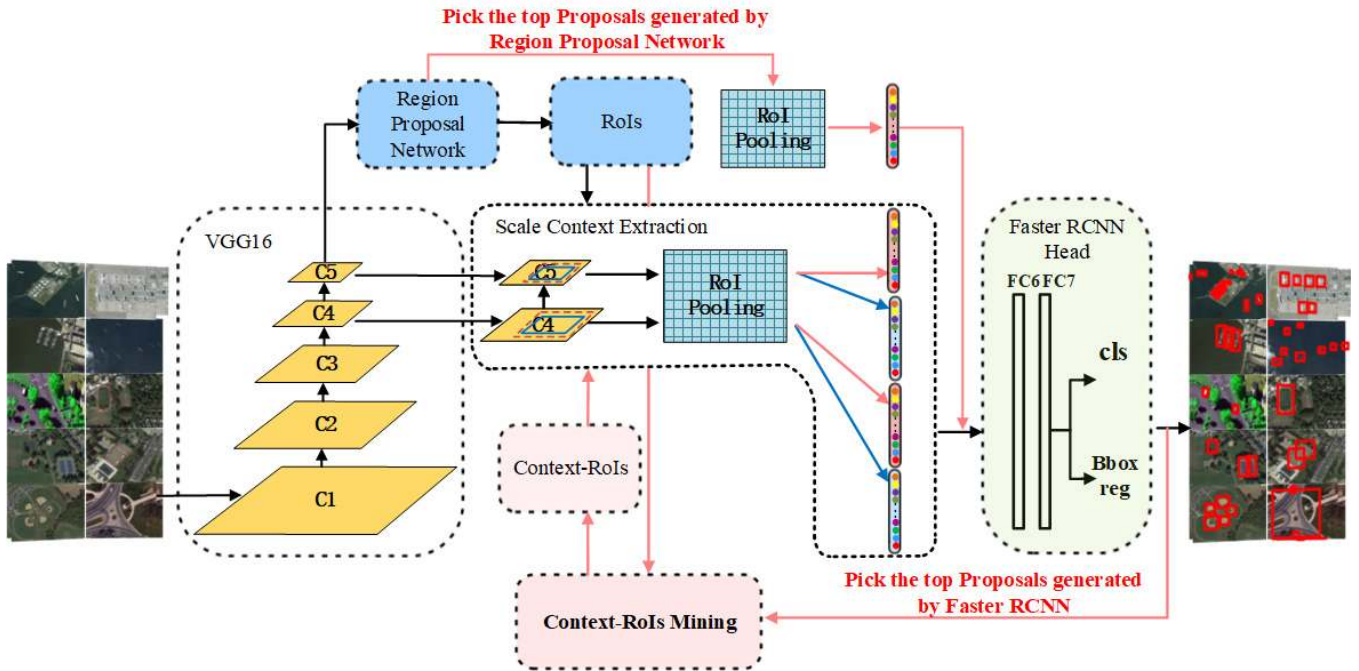 Pick the top Proposals generated by
Region Proposal Network
Region
Proposal
Network
RoIs
RoI
Pooling
VGG16
C5
C4
C3
C2
C1
Scale Context Extraction
C5
C4
RoI
Pooling
Faster RCNN
Head
FC6 FC7
cls
Bbox
reg
Context-RoIs
Pick the top Proposals generated
by Faster RCNN
Context-RoIs Mining